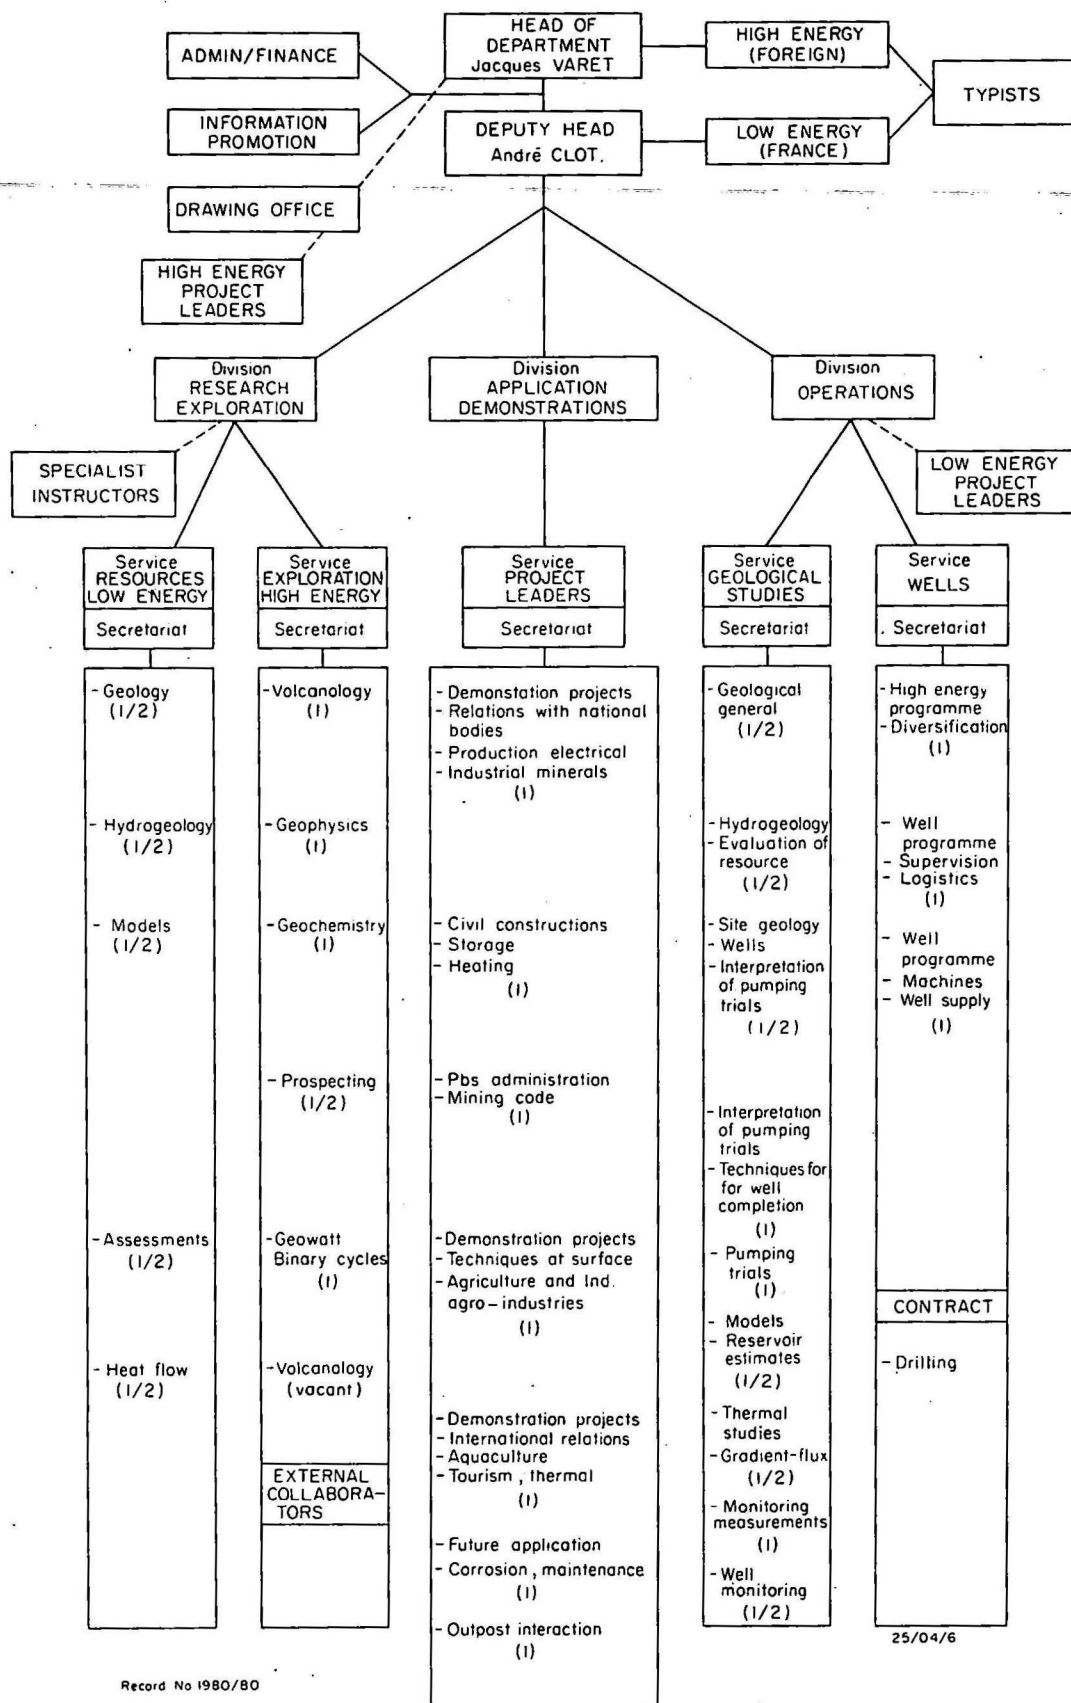 HEAD OF
DEPARTMENT
Jacques VARET
HIGH ENERGY
(FOREIGN)
ADMIN/FINANCE
TYPISTS
INFORMATION
PROMOTION
DEPUTY HEAD
André CLOT.
LOW ENERGY
(FRANCE)
DRAWING OFFICE
HIGH ENERGY
PROJECT
LEADERS
Division
RESEARCH
EXPLORATION
Division
APPLICATION
DEMONSTRATIONS
Division
OPERATIONS
SPECIALIST
INSTRUCTORS
LOW ENERGY
PROJECT
LEADERS
Service
RESOURCES
LOW ENERGY
Secretariat
- Geology
(1/2)
- Hydrogeology
(1/2)
- Models
(1/2)
- Assessments
(1/2)
- Heat flow
(1/2)
Service
EXPLORATION
HIGH ENERGY
Secretariat
- Volcanology
(1)
- Geophysics
(1)
- Geochemistry
(1)
- Prospecting
(1/2)
- Geowatt
Binary cycles
(1)
- Volcanology
(vacant)
EXTERNAL
COLLABORA-
TORS
Service
PROJECT
LEADERS
Secretariat
- Demonstation projects
- Relations with national
bodies
- Production electrical
- Industrial minerals
(1)
- Civil constructions
- Storage
- Heating
(1)
- Pbs administration
- Mining code
(1)
- Demonstration projects
- Techniques at surface
- Agriculture and Ind.
agro-industries
(1)
- Demonstration projects
- International relations
- Aquaculture
- Tourism, thermal
(1)
- Future application
- Corrosion, maintenance
(1)
- Outpost interaction
(1)
Service
GEOLOGICAL
STUDIES
Secretariat
- Geological
general
(1/2)
- Hydrogeology
- Evaluation of
resource
(1/2)
- Site geology
- Wells
- Interpretation
of pumping
trials
(1/2)
- Interpretation
of pumping
trials
- Techniques for
for well
completion
(1)
- Pumping
trials
(1)
- Models
- Reservoir
estimates
(1/2)
- Thermal
studies
- Gradient-flux
(1/2)
- Monitoring
measurements
(1)
- Well
monitoring
(1/2)
Service
WELLS
. Secretariat
- High energy
programme
- Diversification
(1)
- Well
programme
- Supervision
- Logistics
(1)
- Well
programme
- Machines
- Well supply
(1)
CONTRACT
- Drilling
25/04/6
Record No 1980/80